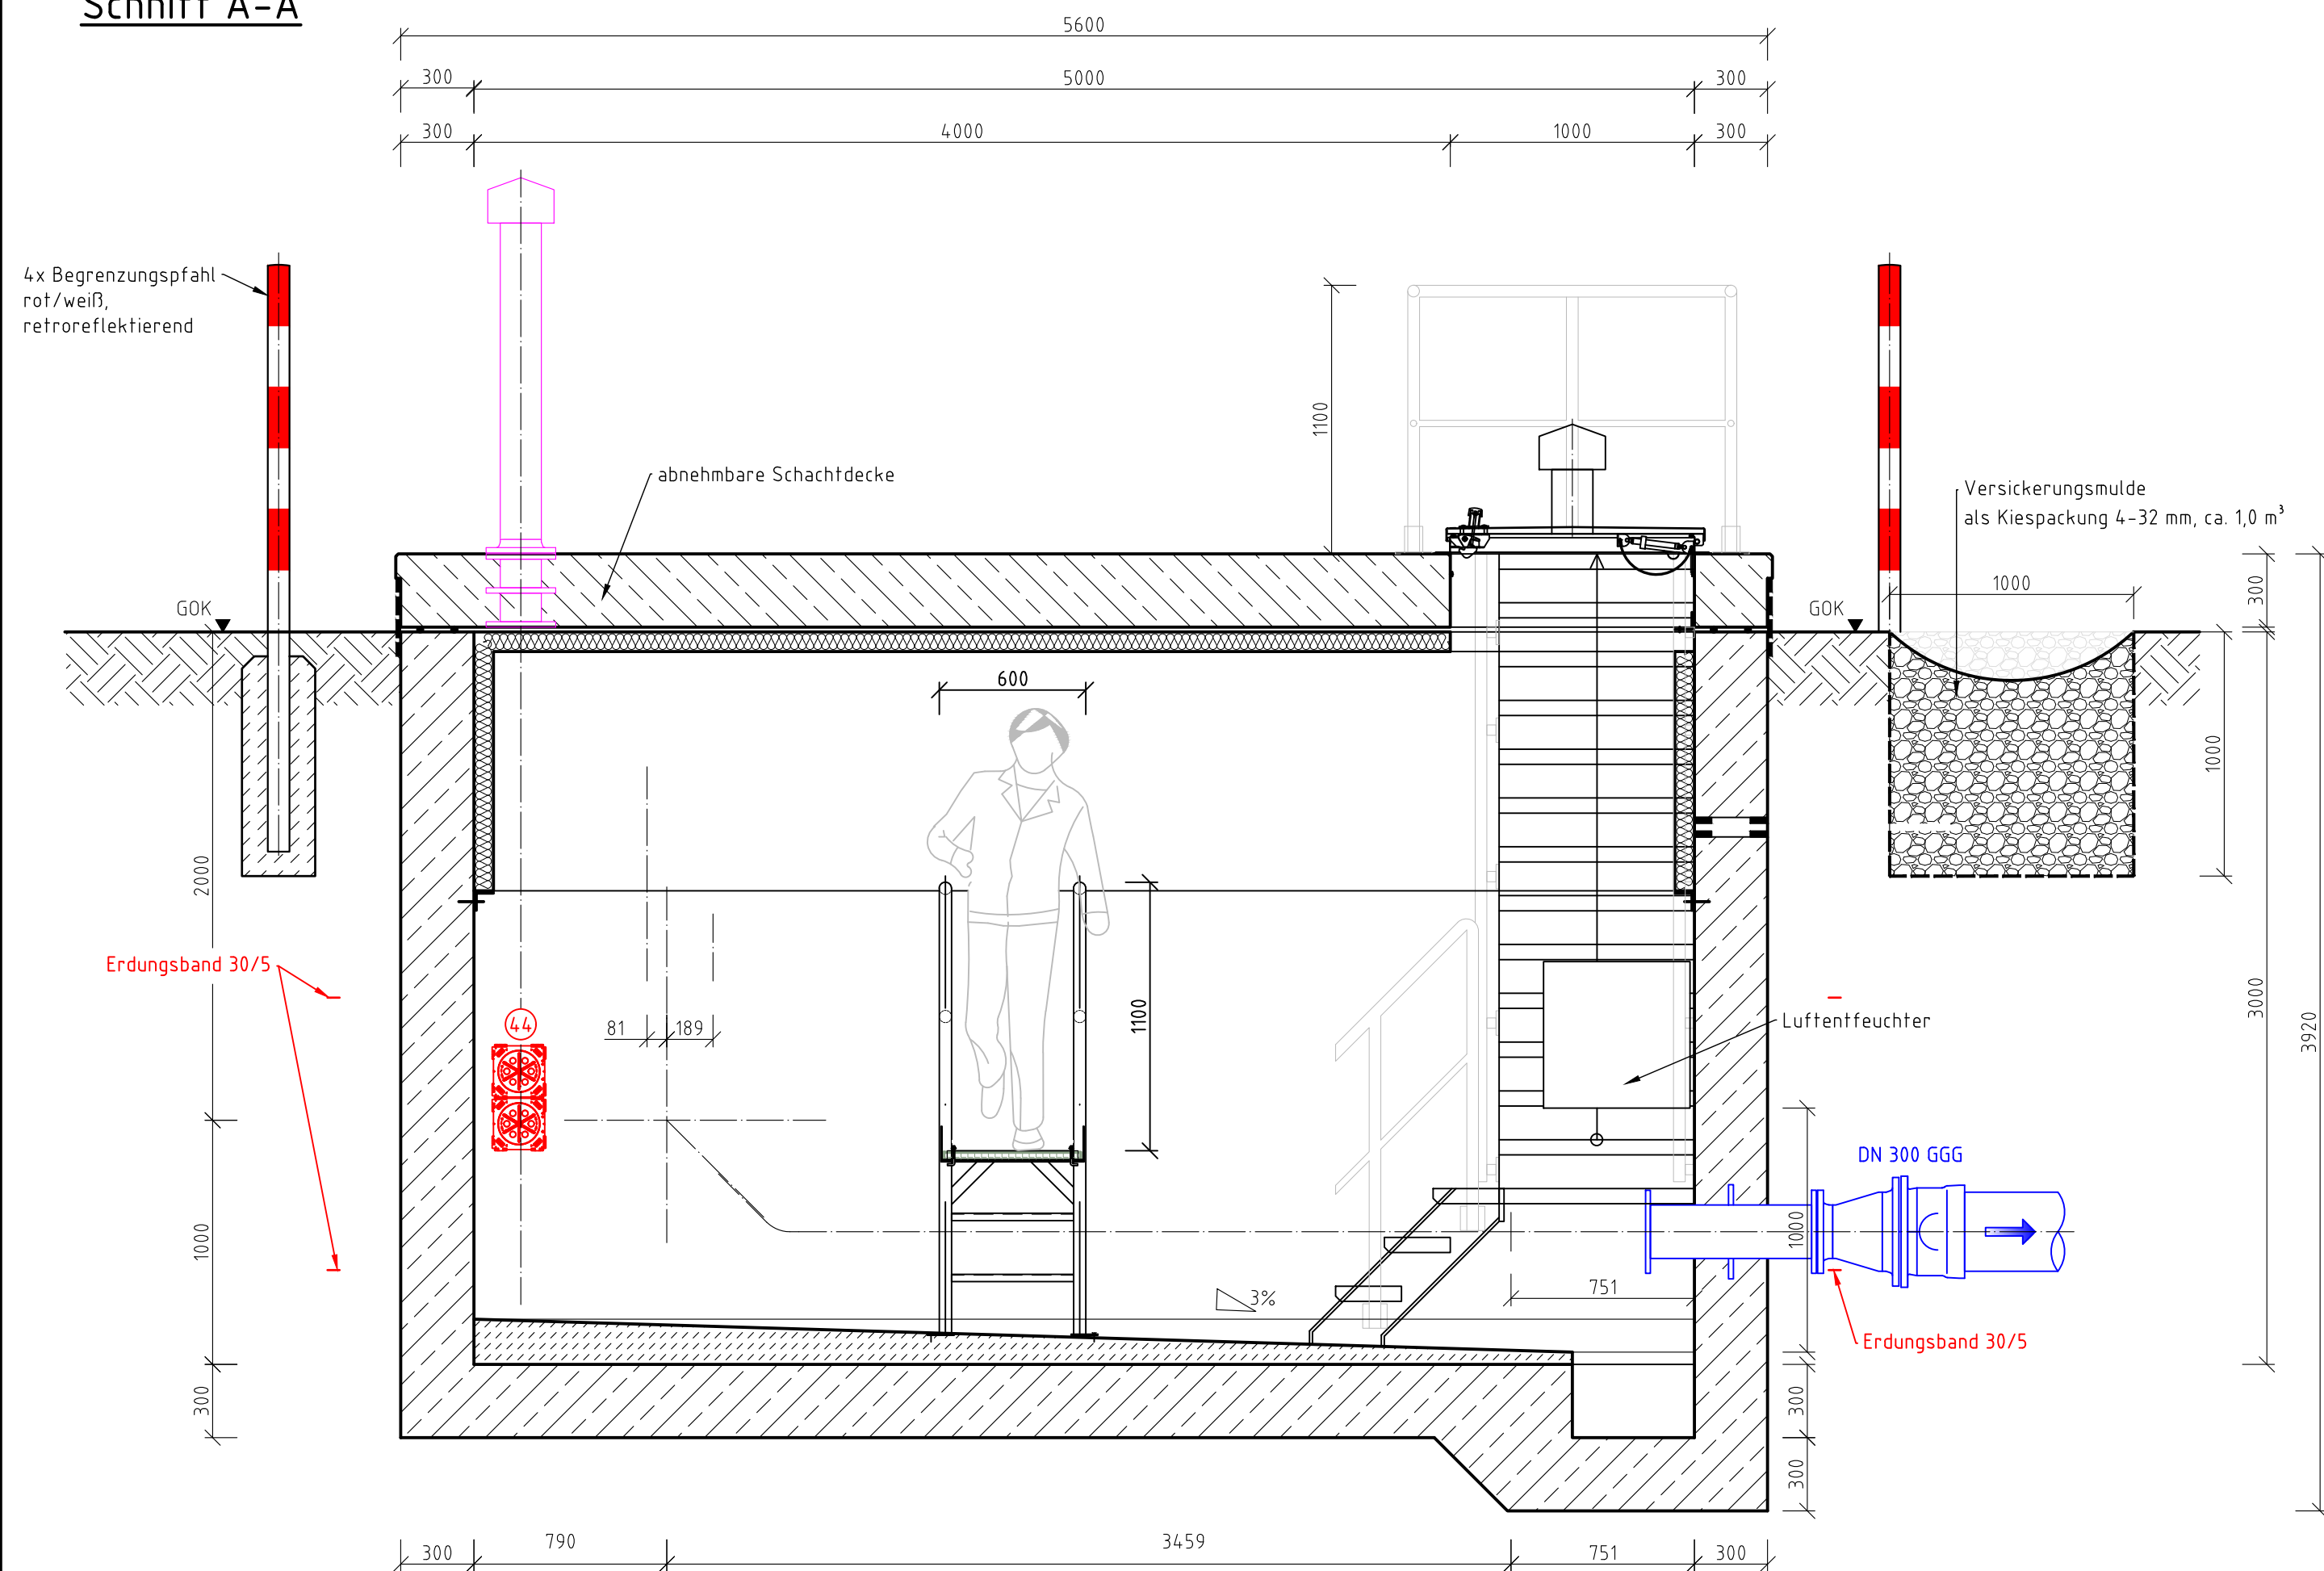 Schnitt A-A
5600
300
5000
300
300
4000
1000
300
4x Begrenzungspfahl
rot/weiß,
retroreflektierend
1100
abnehmbare Schachtdecke
Versickerungsmulde
als Kiespackung 4-32 mm, ca. 1,0 m³
1000
300
GOK
GOK
600
1000
2000
Erdungsband 30/5
3000
3920
44
81
189
1100
Luftentfeuchter
DN 300 GGG
1000
1000
751
3%
Erdungsband 30/5
300
300
300
300
790
3459
751
300